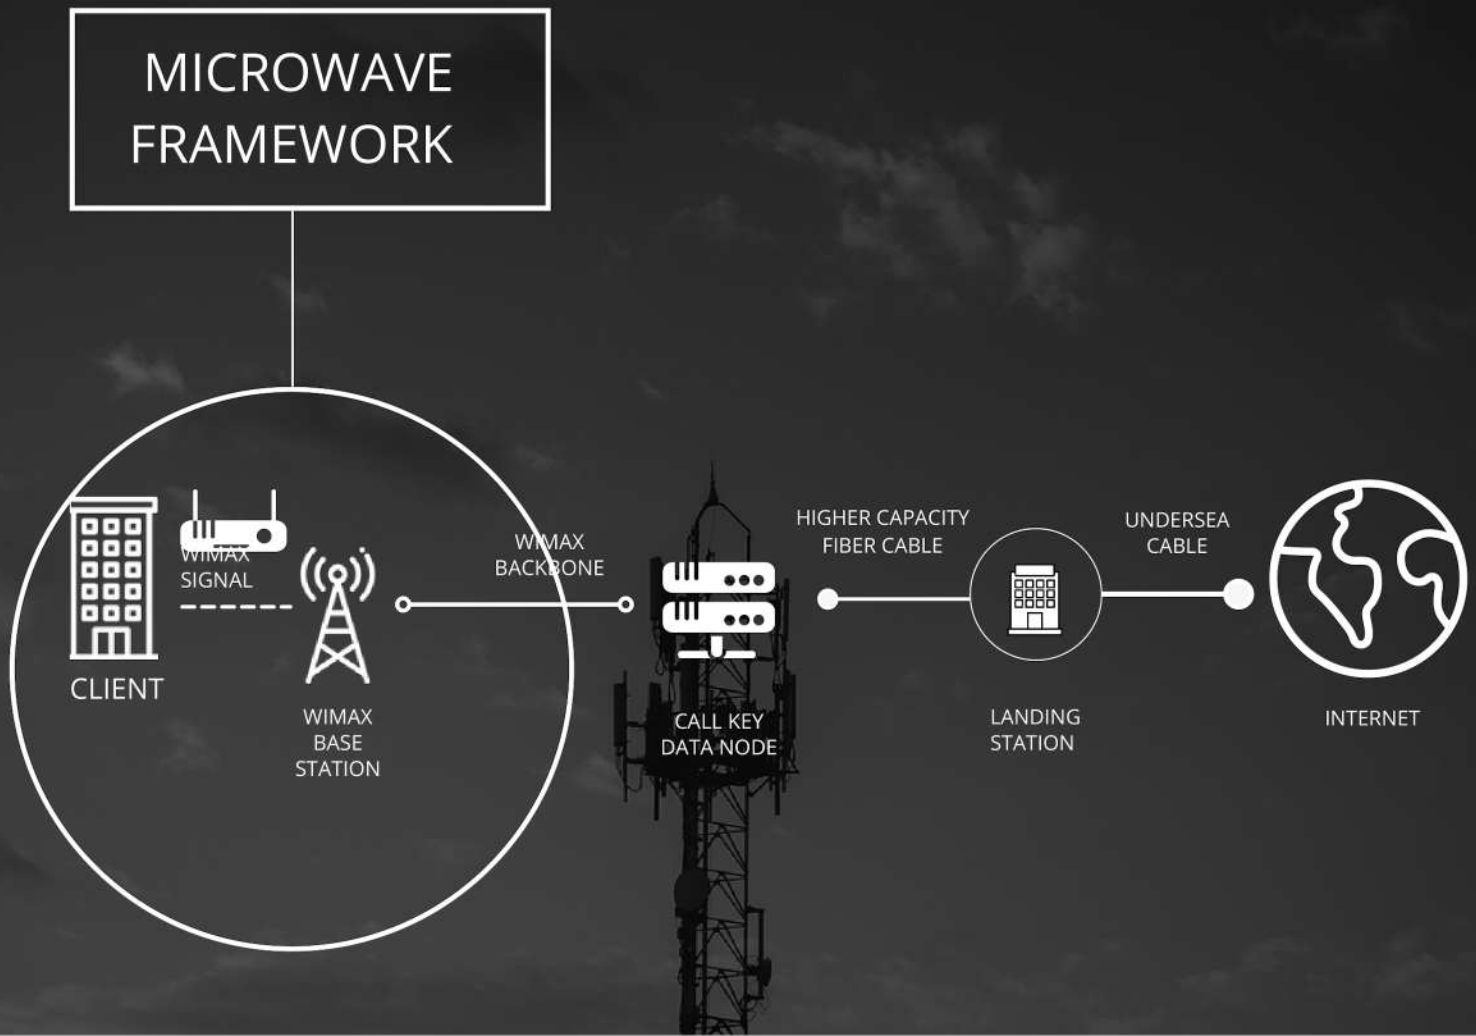 MICROWAVE
FRAMEWORK
WIMAX
SIGNAL
CLIENT
WIMAX
BASE
STATION
WIMAX
BACKBONE
CALL KEY
DATA NODE
HIGHER CAPACITY
FIBER CABLE
LANDING
STATION
UNDERSEA
CABLE
INTERNET